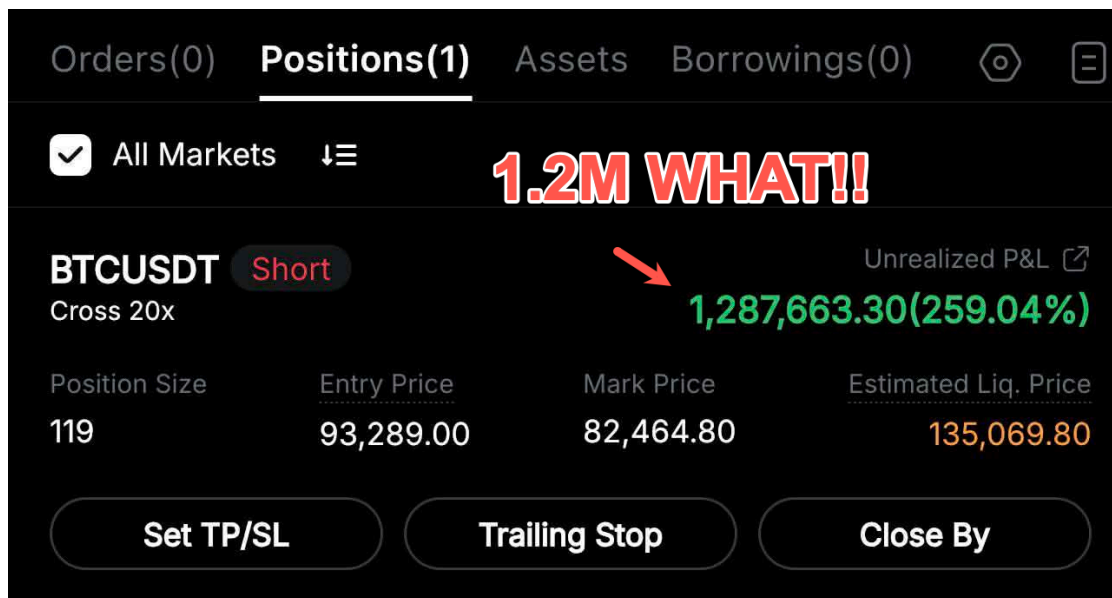 Orders(0) Positions(1) Assets Borrowings(0)
All Markets
1.2M WHAT!!
BTCUSDT Short Unrealized P&L
Cross 20x 1,287,663.30(259.04%)
Position Size Entry Price Mark Price Estimated Liq. Price
119 93,289.00 82,464.80 135,069.80
Set TP/SL Trailing Stop Close By